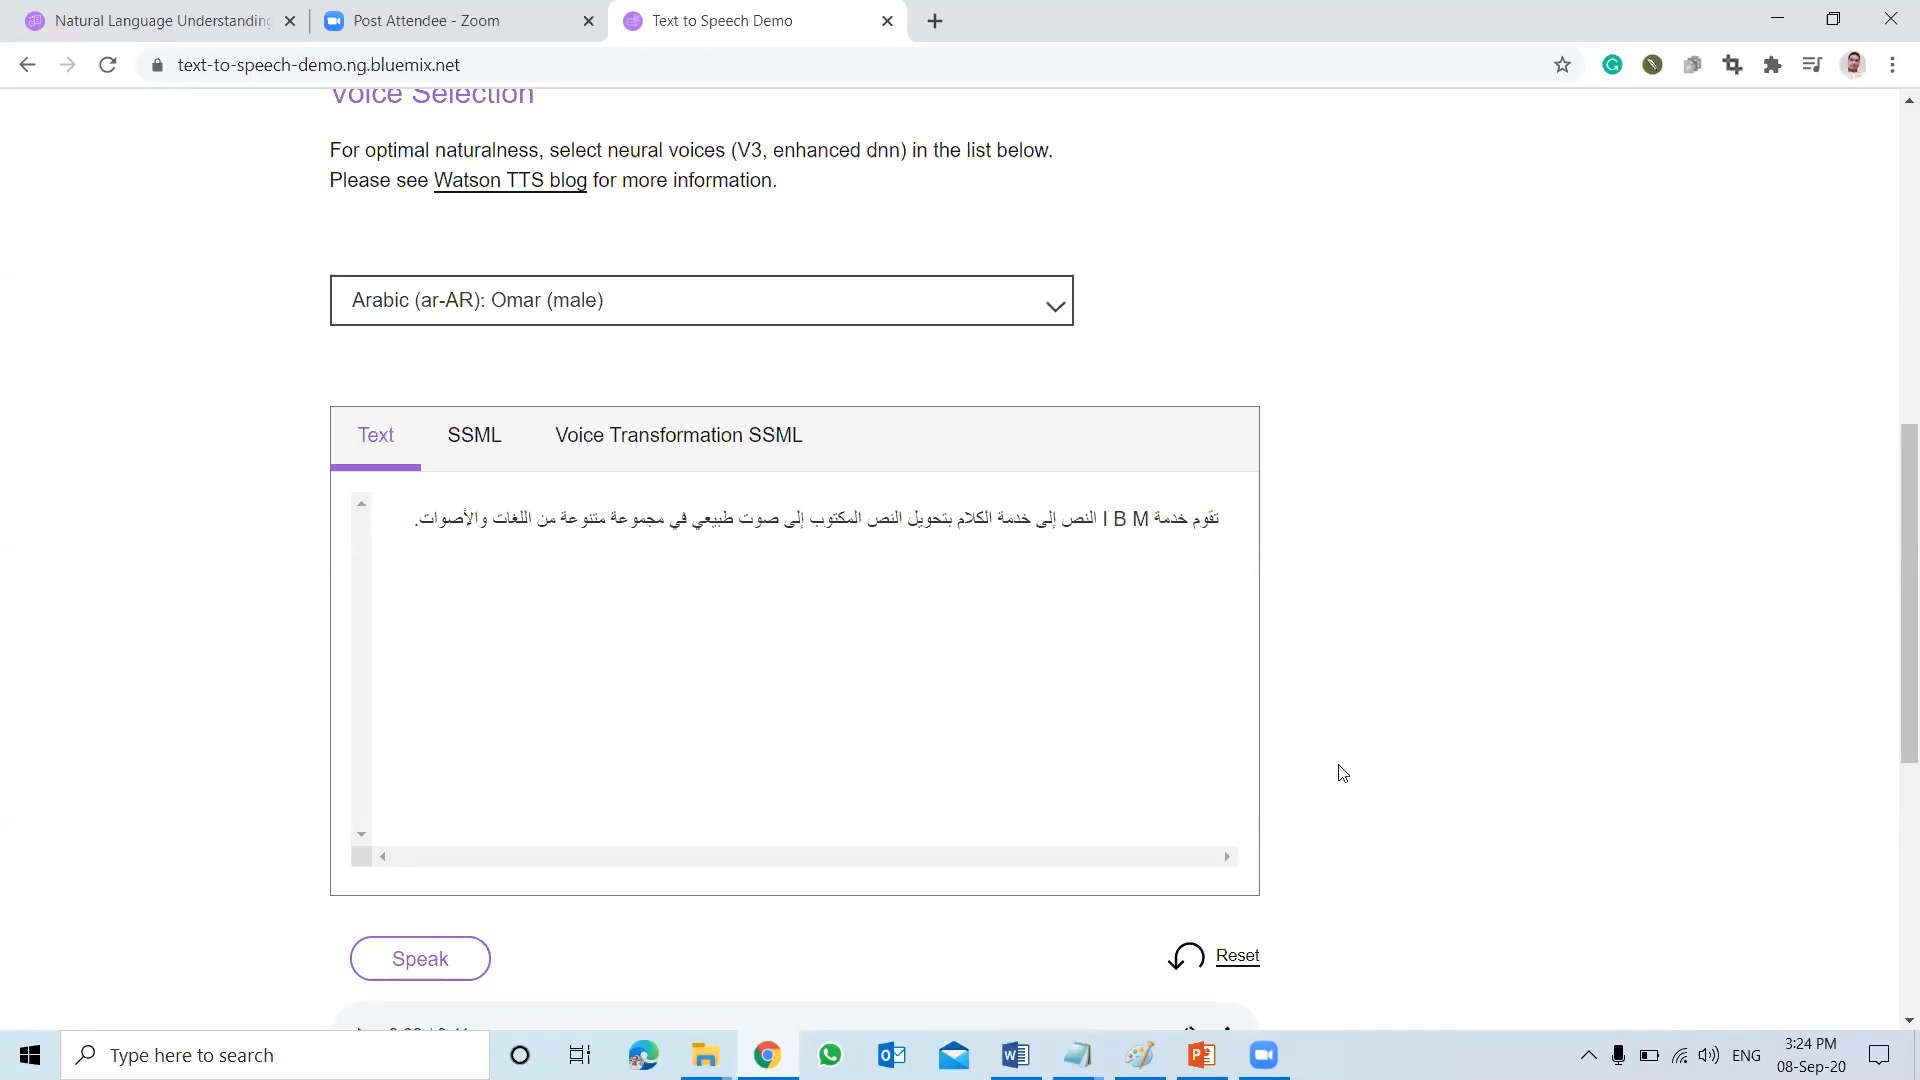 Natural Language Understanding
Post Attendee - Zoom
Text to Speech Demo
text-to-speech-demo.ng.bluemix.net
Voice Selection
For optimal naturalness, select neural voices (V3, enhanced dnn) in the list below.
Please see Watson TTS blog for more information.
Arabic (ar-AR): Omar (male)
Text
SSML
Voice Transformation SSML
تقوم خدمة I B M النص إلى خدمة الكلام بتحويل النص المكتوب إلى صوت طبيعي في مجموعة متنوعة من اللغات والأصوات.
Speak
Reset
Type here to search
ENG
3:24 PM
08-Sep-20